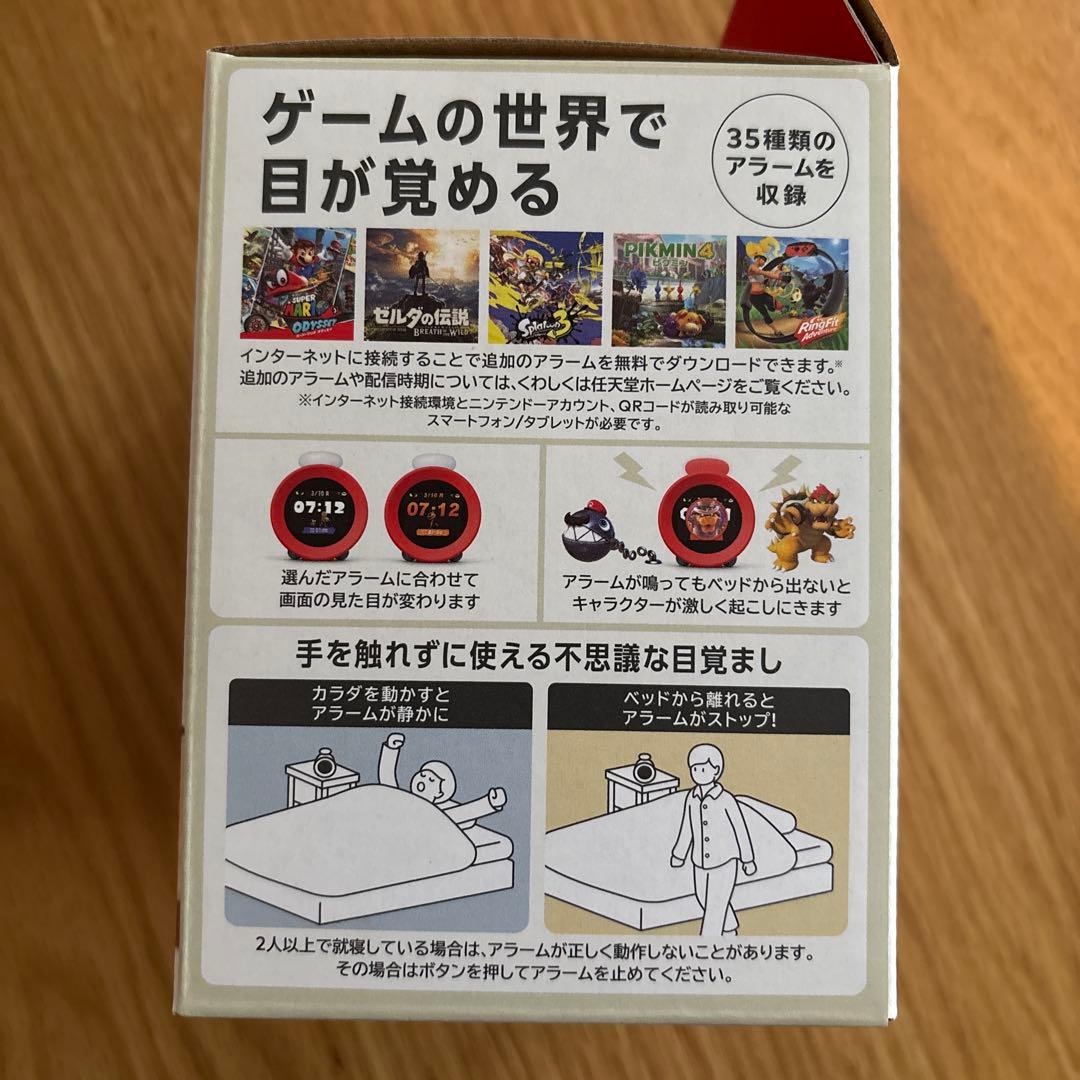 ゲームの世界で
目が覚める
35種類の
アラームを
収録
SUPER
MARIO
ODYSSEY
ゼルダの伝説
BREATH OF THE WILD
Splatoon 3
PIKMIN 4
RingFit
Adventure
インターネットに接続することで追加のアラームを無料でダウンロードできます。※
追加のアラームや配信時期については、くわしくは任天堂ホームページをご覧ください。
※インターネット接続環境とニンテンドーアカウント、QRコードが読み取り可能な
スマートフォン/タブレットが必要です。
3/10 月
07:12
3/10 月
07:12
選んだアラームに合わせて
画面の見た目が変わります
アラームが鳴ってもベッドから出ないと
キャラクターが激しく起こしにきます
手を触れずに使える不思議な目覚まし
カラダを動かすと
アラームが静かに
ベッドから離れると
アラームがストップ!
2人以上で就寝している場合は、アラームが正しく動作しないことがあります。
その場合はボタンを押してアラームを止めてください。